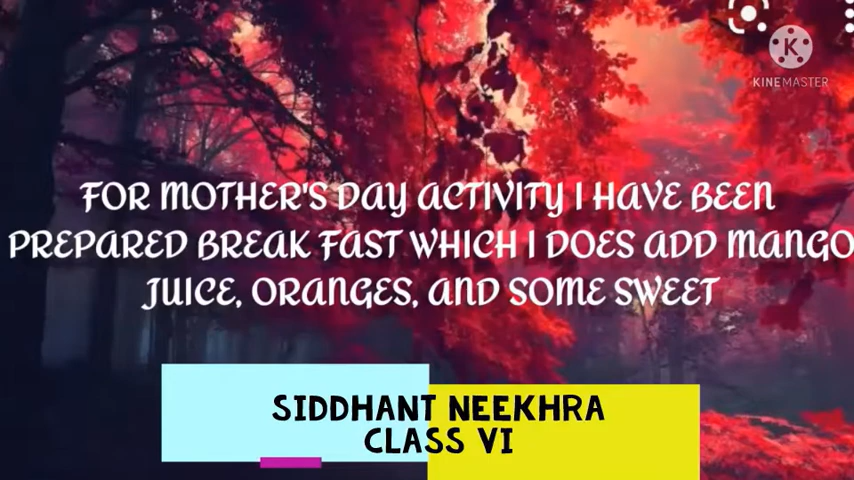 KINEMASTER
FOR MOTHER'S DAY ACTIVITY I HAVE BEEN
PREPARED BREAK FAST WHICH I DOES ADD MANGO
JUICE, ORANGES, AND SOME SWEET
SIDDHANT NEEKHRA
CLASS VI